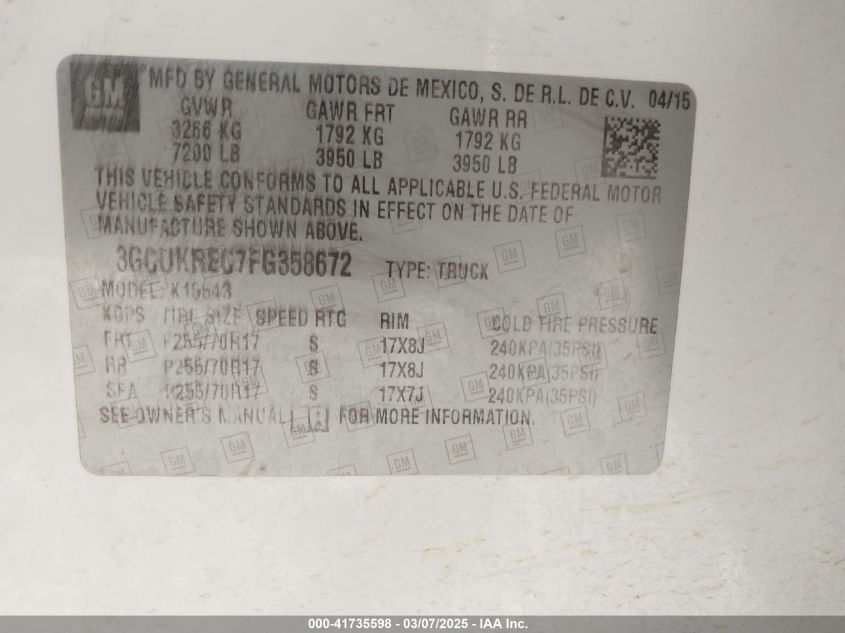 GM MFD BY GENERAL MOTORS DE MEXICO, S. DE R.L. DE C.V. 04/15
GVWR GAWR FRT GAWR RR
3266 KG 1792 KG 1792 KG
7200 LB 3950 LB 3950 LB
THIS VEHICLE CONFORMS TO ALL APPLICABLE U.S. FEDERAL MOTOR
VEHICLE SAFETY STANDARDS IN EFFECT ON THE DATE OF
MANUFACTURE SHOWN ABOVE.
3GCUKREC7FG358672 TYPE: TRUCK
MODEL: K15543
KGPS TIRE SIZE SPEED RTG RIM COLD TIRE PRESSURE
FRT P255/70R17 S 17X8J 240KPA(35PSI)
RR P255/70R17 S 17X8J 240KPA(35PSI)
SPA P255/70R17 S 17X7J 240KPA(35PSI)
SEE OWNER'S MANUAL FOR MORE INFORMATION.
000-41735598 - 03/07/2025 - IAA Inc.